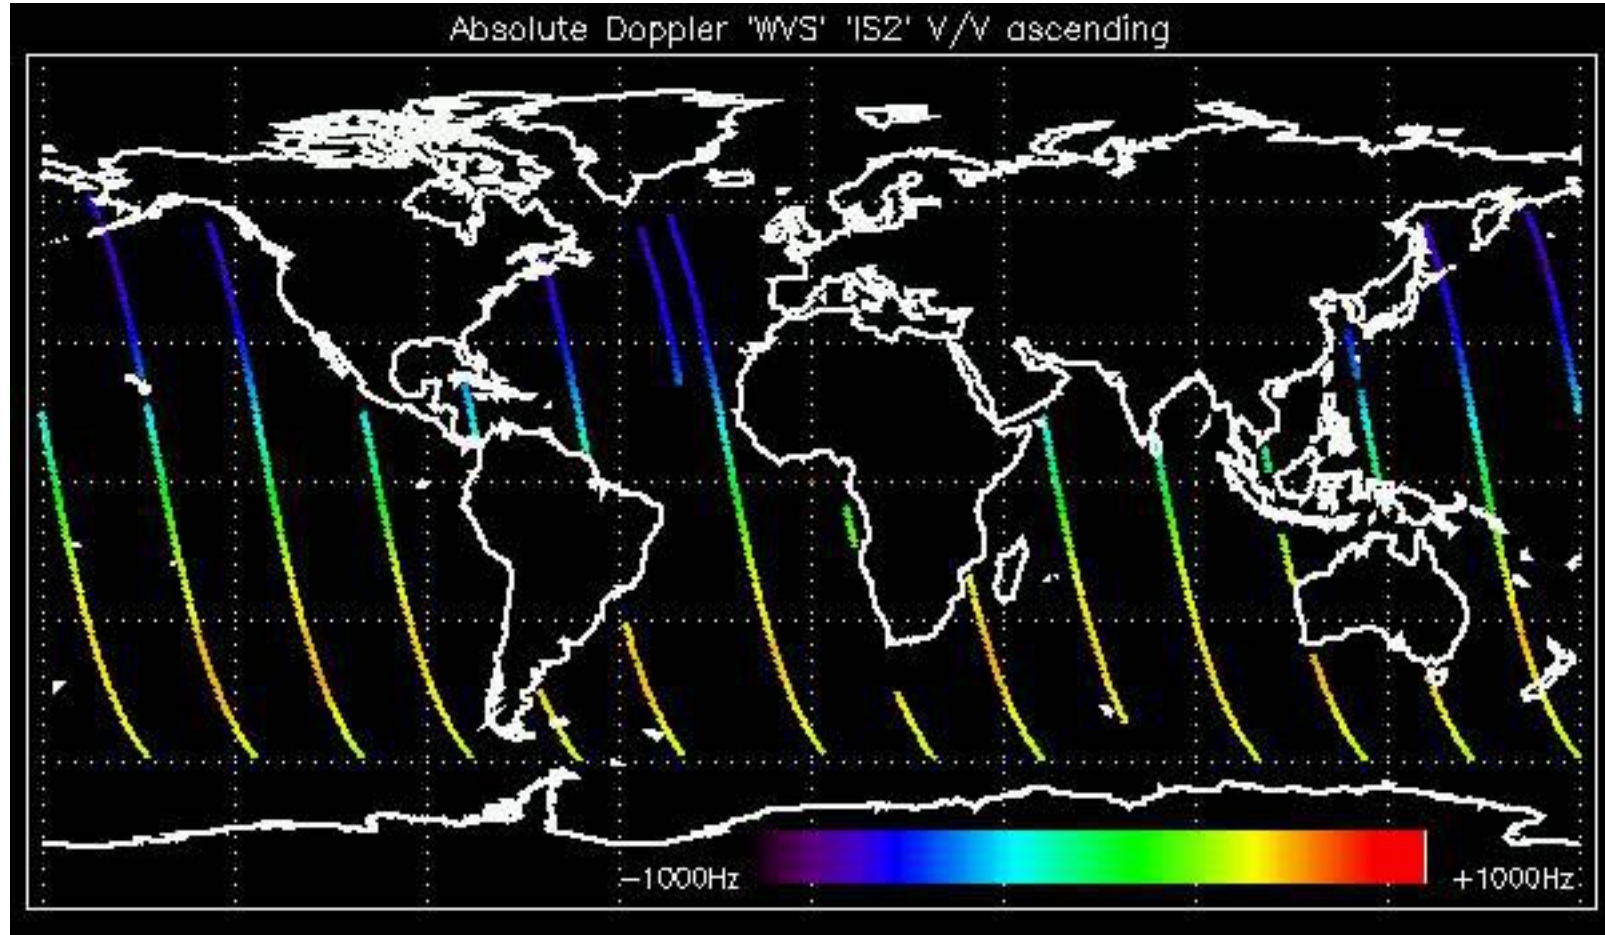 Absolute Doppler 'WVS' 'IS2' V/V ascending
-1000Hz +1000Hz